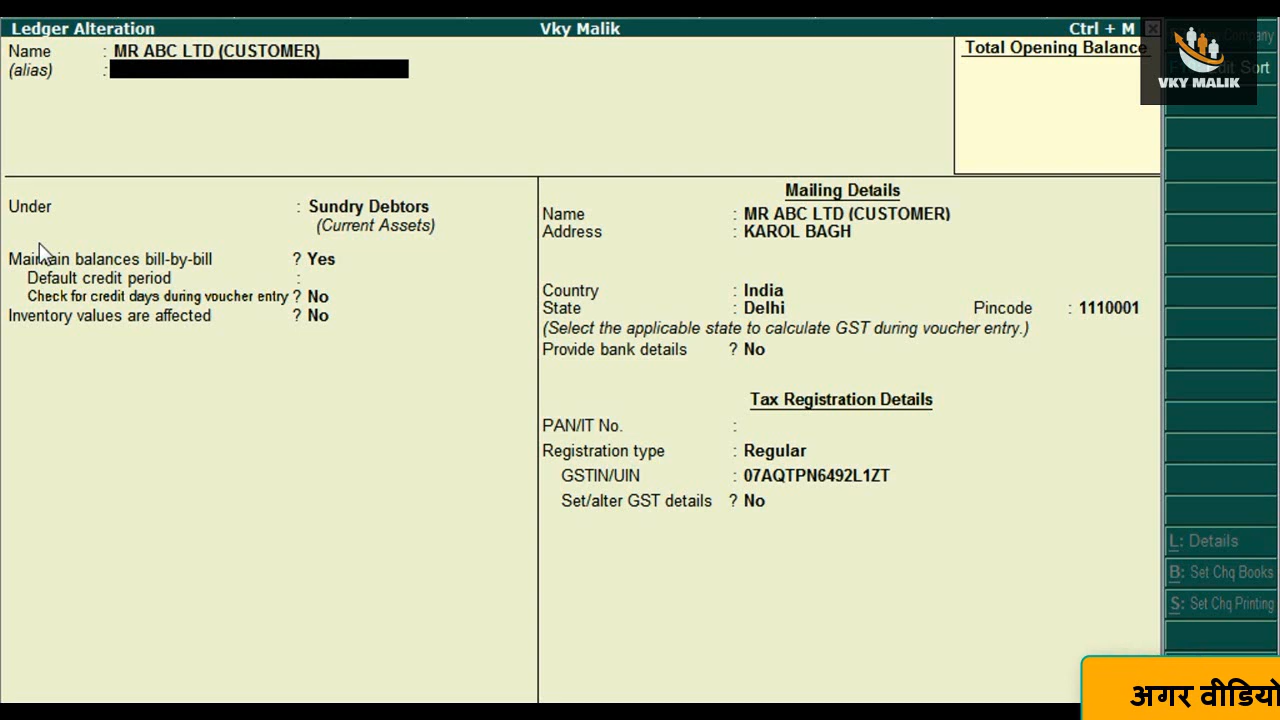 Ledger Alteration Vky Malik Ctrl + M
Name : MR ABC LTD (CUSTOMER)
(alias) :
Total Opening Balance
Under : Sundry Debtors
(Current Assets)
Maintain balances bill-by-bill ? Yes
Default credit period :
Check for credit days during voucher entry ? No
Inventory values are affected ? No
Mailing Details
Name : MR ABC LTD (CUSTOMER)
Address : KAROL BAGH
Country : India
State : Delhi Pincode : 1110001
(Select the applicable state to calculate GST during voucher entry.)
Provide bank details ? No
Tax Registration Details
PAN/IT No. :
Registration type : Regular
GSTIN/UIN : 07AQTPN6492L1ZT
Set/alter GST details ? No
Company
Sort
VKY MALIK
L: Details
B: Set Chq Books
S: Set Chq Printing
अगर वीडियो